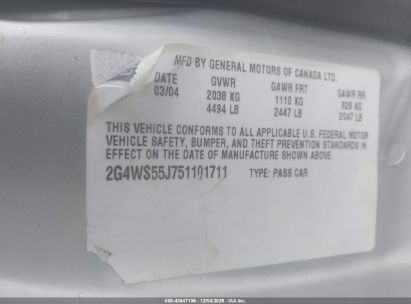 MFD BY GENERAL MOTORS OF CANADA LTD.
DATE GVWR GAWR FRT GAWR RR
03/04 2038 KG 1110 KG 928 KG
4494 LB 2447 LB 2047 LB
THIS VEHICLE CONFORMS TO ALL APPLICABLE U.S. FEDERAL MOTOR
VEHICLE SAFETY, BUMPER, AND THEFT PREVENTION STANDARDS IN
EFFECT ON THE DATE OF MANUFACTURE SHOWN ABOVE.
2G4WS55J751101711 TYPE: PASS CAR